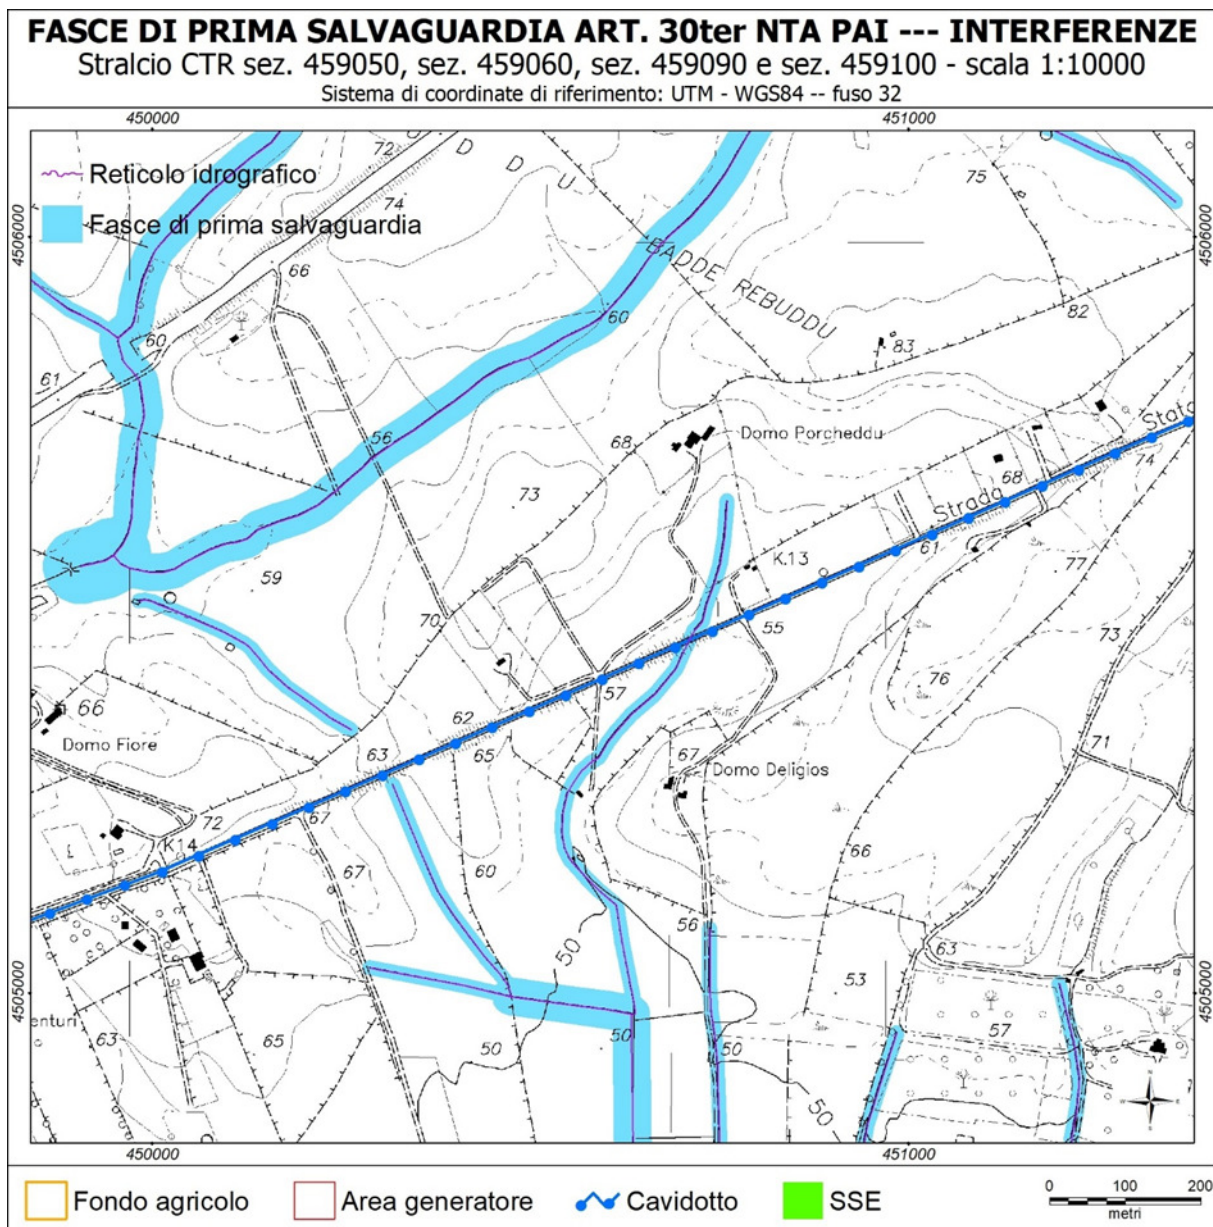 FASCE DI PRIMA SALVAGUARDIA ART. 30ter NTA PAI --- INTERFERENZE
Stralcio CTR sez. 459050, sez. 459060, sez. 459090 e sez. 459100 - scala 1:10000
Sistema di coordinate di riferimento: UTM - WGS84 -- fuso 32
450000
451000
D D U
72
75
Reticolo idrografico
74
Fasce di prima salvaguardia
4506000
4506000
BADDE REBUDDU
66
60
82
60
83
61
Domo Porcheddu
Strada
Stata
56
68
74
68
73
61
K.13
77
59
70
55
73
57
76
66
62
Domo Fiore
63
65
67
Domo Deligios
71
72
67
K14
67
60
66
56
63
50
53
4505000
4505000
enturi
63
65
50
50
50
57
50
450000
451000
Fondo agricolo
Area generatore
Cavidotto
SSE
0
100
200
metri